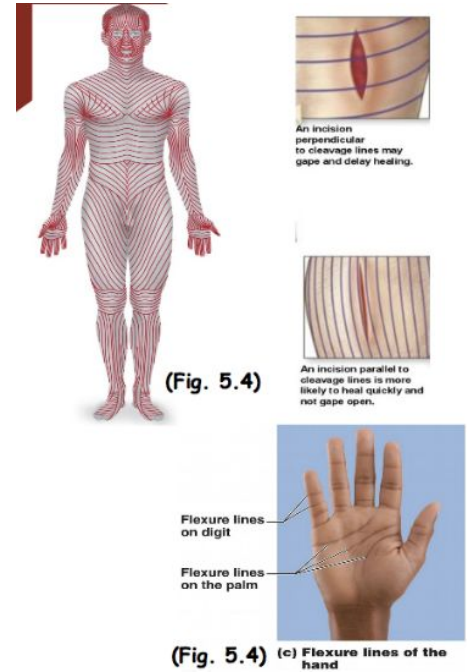 An incision
perpendicular
to cleavage lines may
gape and delay healing.
(Fig. 5.4)
An incision parallel to
cleavage lines is more
likely to heal quickly and
not gape open.
Flexure lines
on digit
Flexure lines
on the palm
(Fig. 5.4)
(c) Flexure lines of the
hand